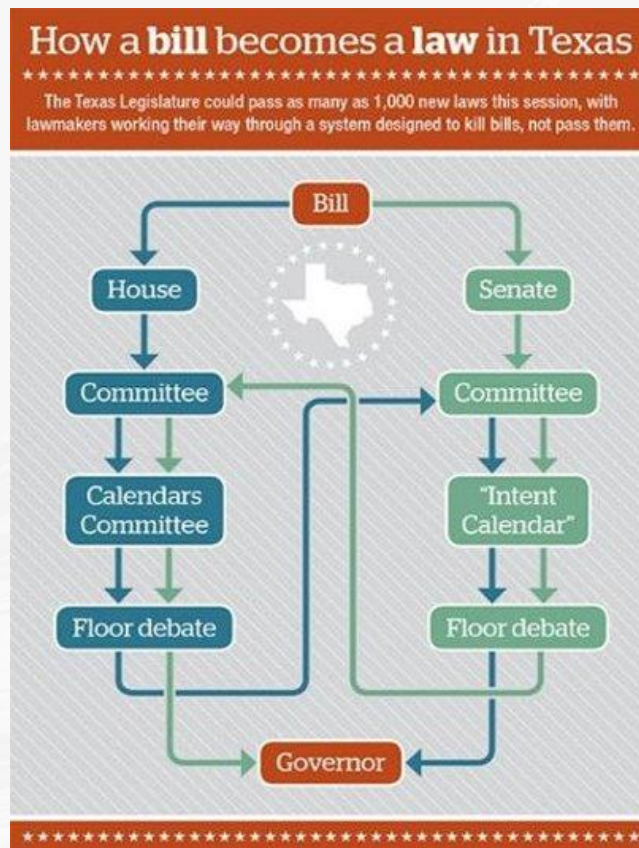 How a bill becomes a law in Texas
The Texas Legislature could pass as many as 1,000 new laws this session, with
lawmakers working their way through a system designed to kill bills, not pass them.
Bill
House
Senate
Committee
Committee
Calendars
Committee
"Intent
Calendar"
Floor debate
Floor debate
Governor